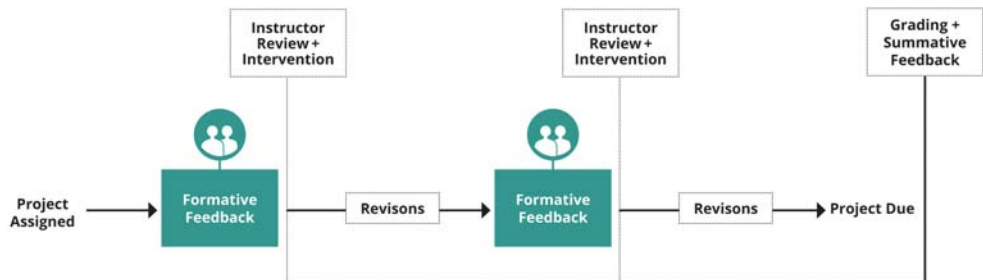 Instructor
Review +
Intervention
Instructor
Review +
Intervention
Grading +
Summative
Feedback
Project
Assigned
Formative
Feedback
Revisons
Formative
Feedback
Revisons
Project Due